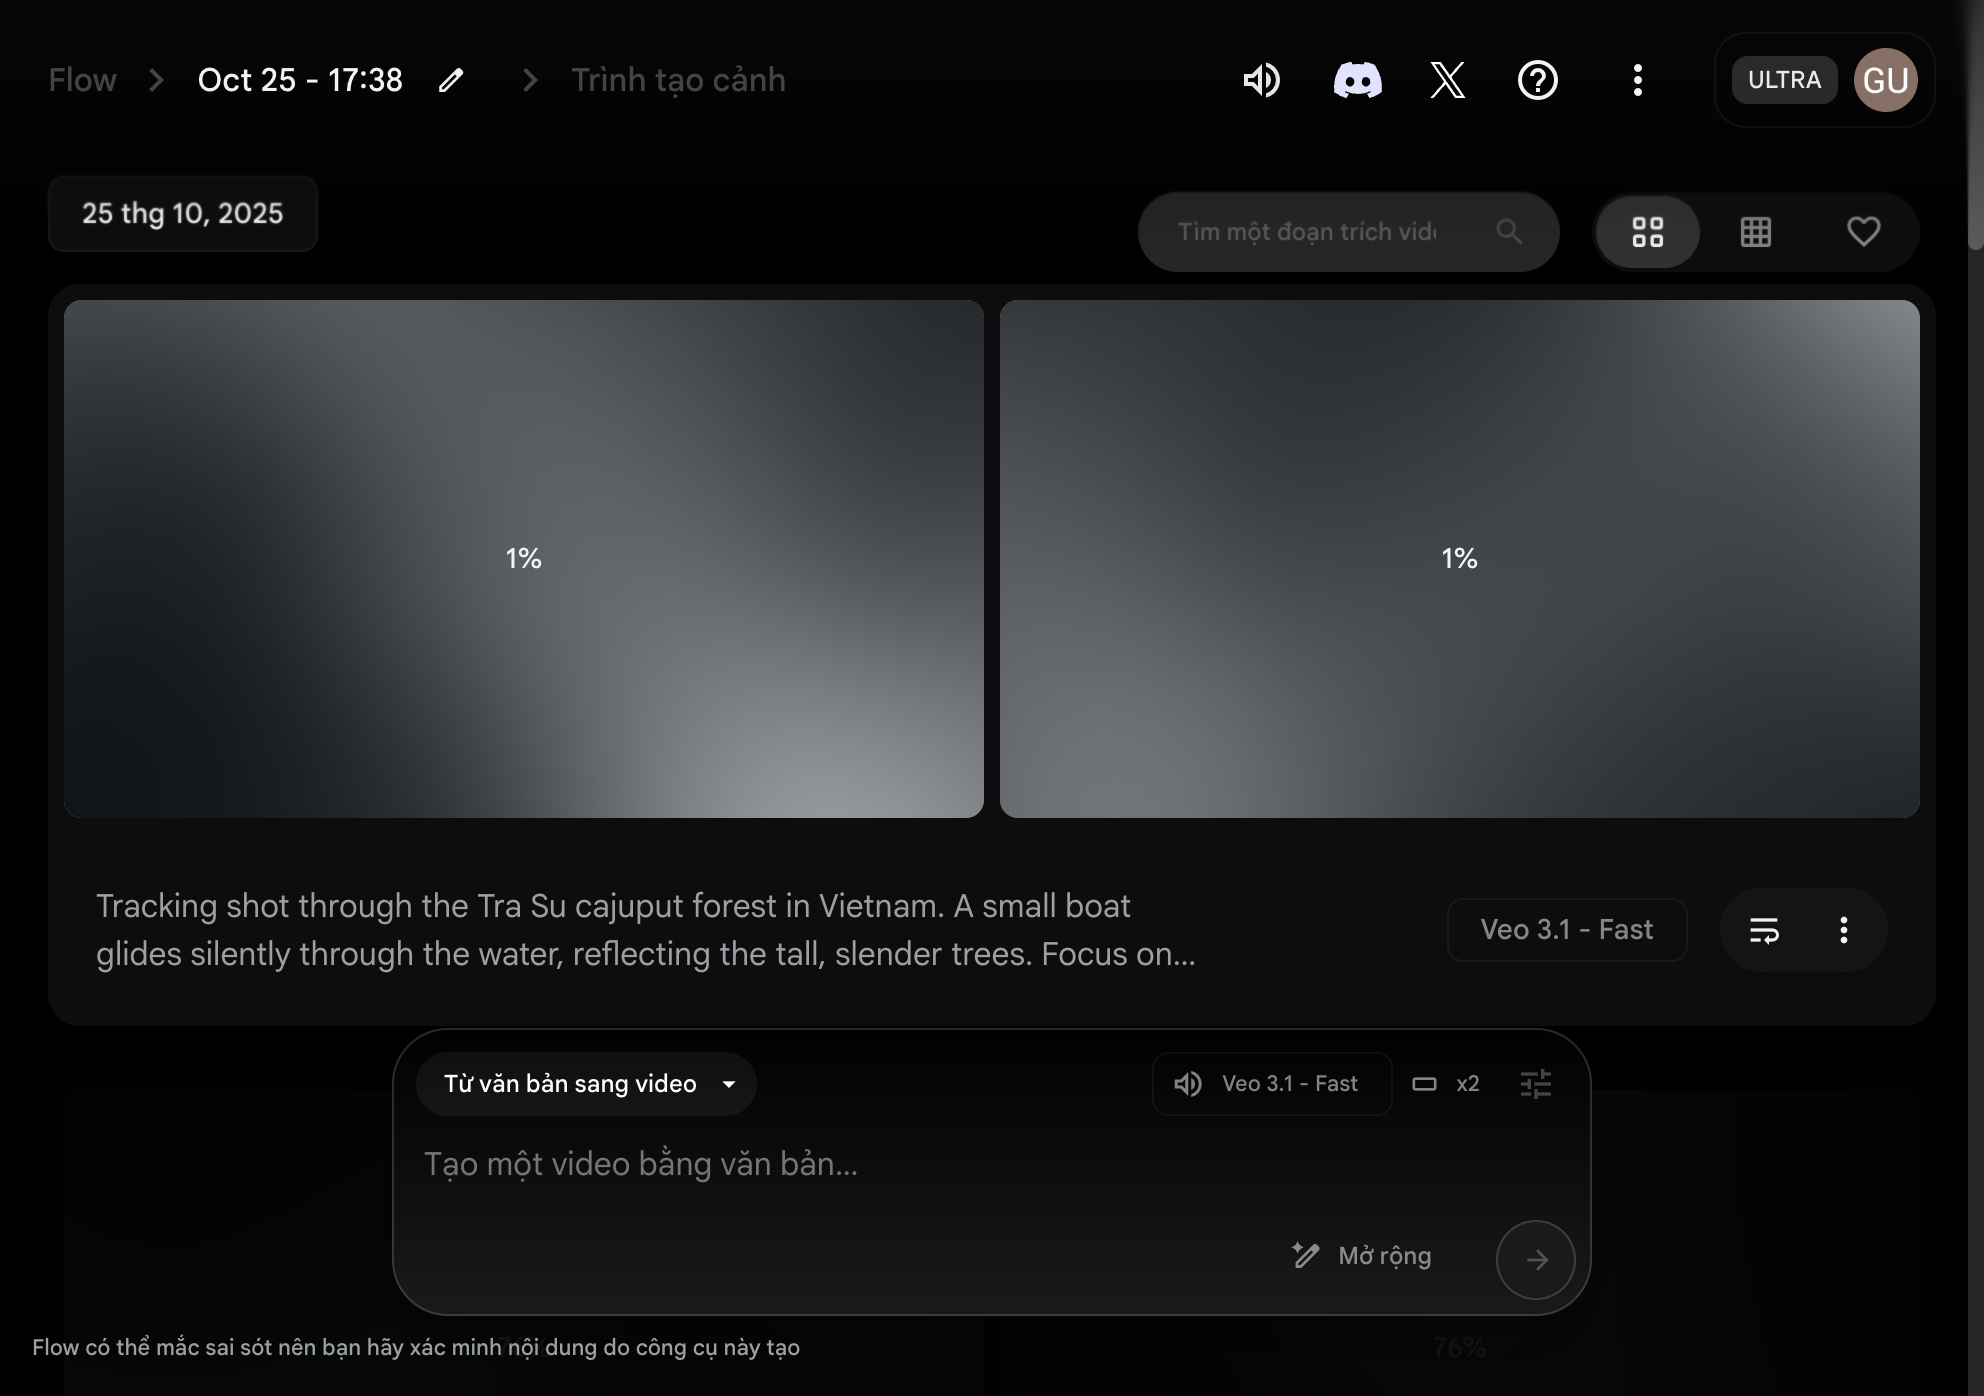 Flow
Oct 25 - 17:38
Trình tạo cảnh
ULTRA
GU
25 thg 10, 2025
Tìm một đoạn trích
1%
1%
Tracking shot through the Tra Su cajuput forest in Vietnam. A small boat
glides silently through the water, reflecting the tall, slender trees. Focus on...
Veo 3.1 - Fast
Từ văn bản sang video
Veo 3.1 - Fast
x2
Tạo một video bằng văn bản...
Mở rộng
Flow có thể mắc sai sót nên bạn hãy xác minh nội dung do công cụ này tạo
76%